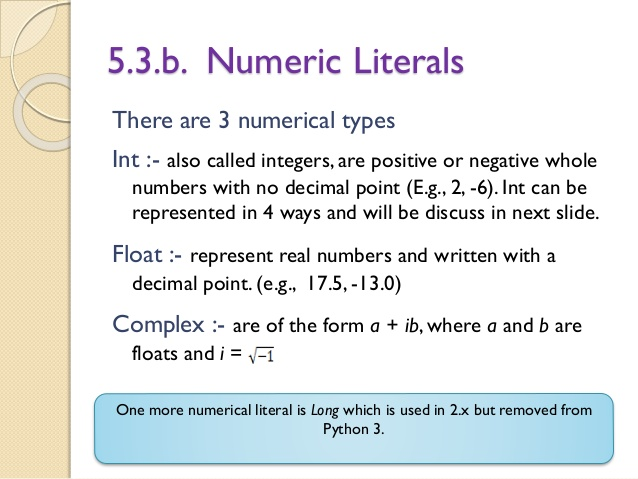 5.3.b. Numeric Literals
There are 3 numerical types
Int :- also called integers, are positive or negative whole
numbers with no decimal point (E.g., 2, -6). Int can be
represented in 4 ways and will be discuss in next slide.
Float :- represent real numbers and written with a
decimal point. (e.g., 17.5, -13.0)
Complex :- are of the form a + ib, where a and b are
floats and i = √-1
One more numerical literal is Long which is used in 2.x but removed from
Python 3.